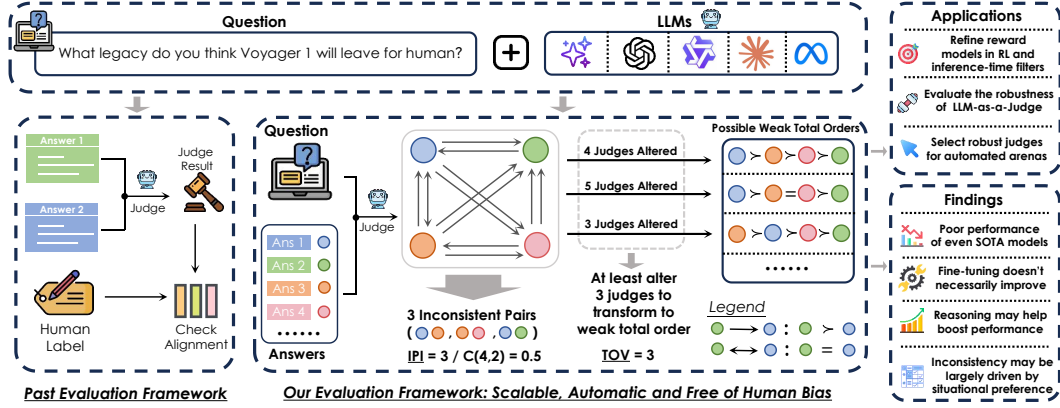 Question
LLMs
What legacy do you think Voyager 1 will leave for human?
Answer 1
Answer 2
Judge
Judge
Result
Human
Label
Check
Alignment
Past Evaluation Framework
Question
Ans 1
Ans 2
Ans 3
Ans 4
......
Answers
Judge
3 Inconsistent Pairs
( , , )
IPI = 3 / C(4,2) = 0.5
4 Judges Altered
5 Judges Altered
3 Judges Altered
At least alter
3 judges to
transform to
weak total order
TOV = 3
Possible Weak Total Orders
≻ ≻ ≻
≻ = ≻
≻ ≻ ≻
......
Legend
: ≻
: =
Our Evaluation Framework: Scalable, Automatic and Free of Human Bias
Applications
Refine reward
models in RL and
inference-time filters
Evaluate the robustness
of LLM-as-a-Judge
Select robust judges
for automated arenas
Findings
Poor performance
of even SOTA models
Fine-tuning doesn't
necessarily improve
Reasoning may help
boost performance
Inconsistency may be
largely driven by
situational preference